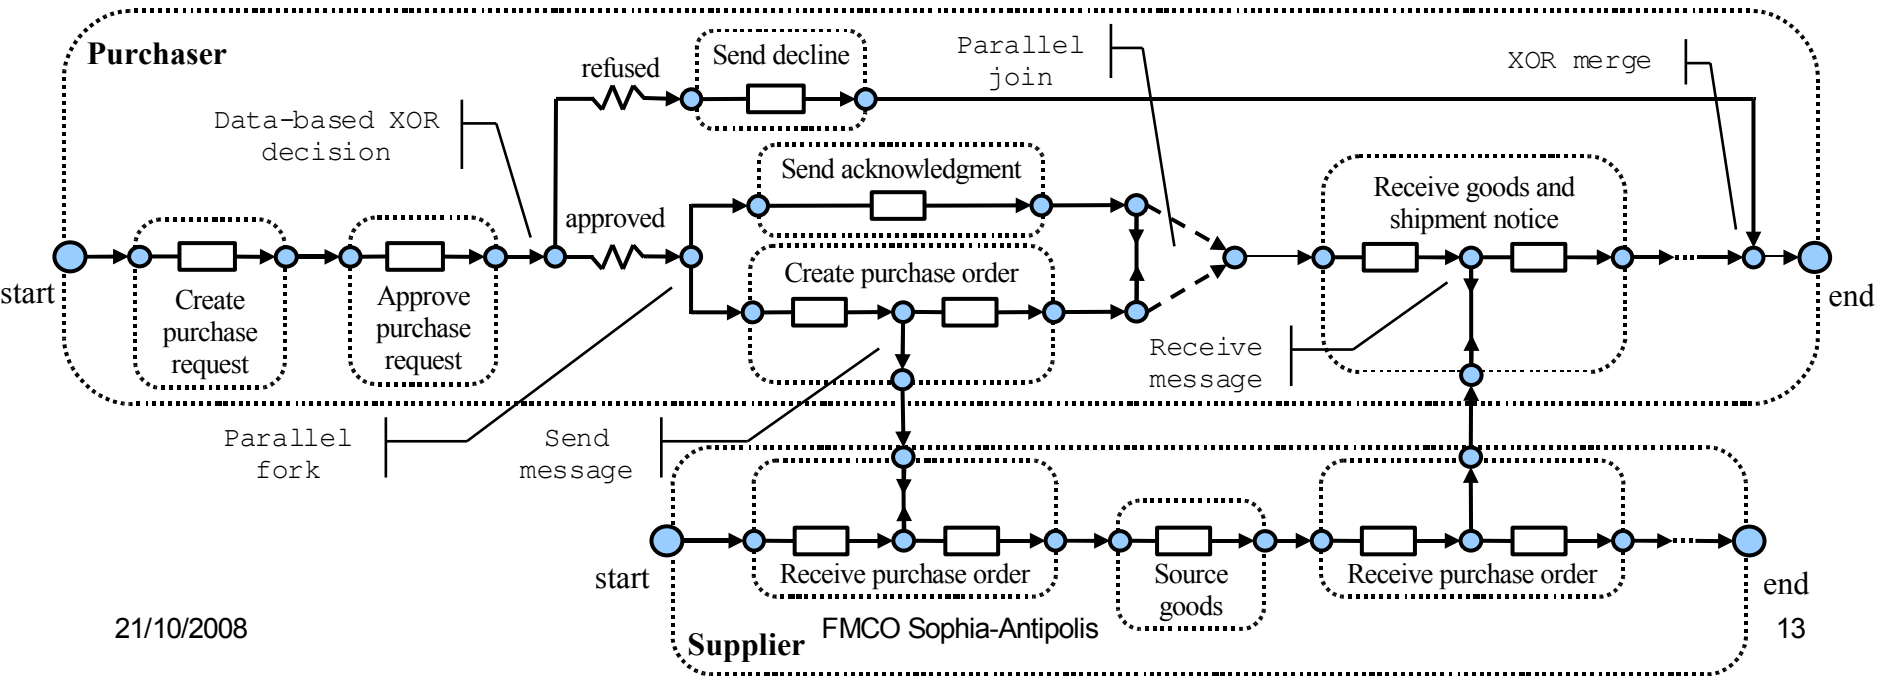 Purchaser
Send decline
refused
Parallel
join
XOR merge
Data-based XOR
decision
Send acknowledgment
approved
Receive goods and
shipment notice
Create purchase order
start
Create
purchase
request
Approve
purchase
request
end
Receive
message
Parallel
fork
Send
message
start
Receive purchase order
Source
goods
Receive purchase order
end
21/10/2008
Supplier
FMCO Sophia-Antipolis
13